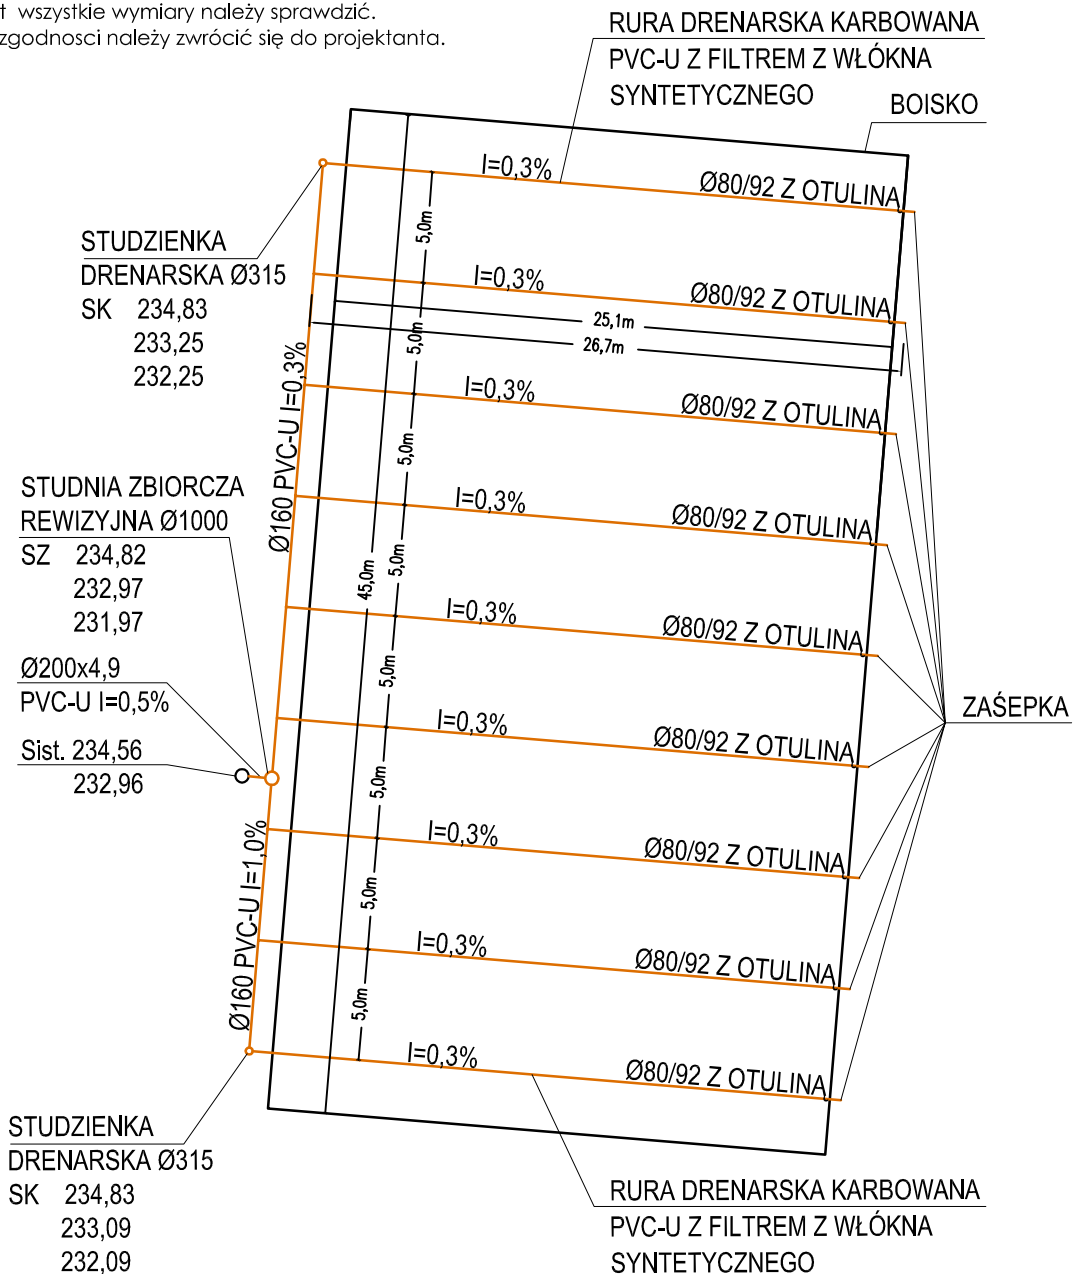 t wszystkie wymiary należy sprawdzić.
zgodnosci należy zwrócić się do projektanta.
RURA DRENARSKA KARBOWANA
PVC-U Z FILTREM Z WŁÓKNA
SYNTETYCZNEGO
BOISKO
I=0,3%
Ø80/92 Z OTULINA
5,0m
STUDZIENKA
DRENARSKA Ø315
SK 234,83
233,25
232,25
I=0,3%
Ø80/92 Z OTULINA
25,1m
26,7m
5,0m
Ø160 PVC-U I=0,3%
I=0,3%
Ø80/92 Z OTULINA
5,0m
STUDNIA ZBIORCZA
REWIZYJNA Ø1000
SZ 234,82
232,97
231,97
I=0,3%
Ø80/92 Z OTULINA
45,0m
5,0m
I=0,3%
Ø80/92 Z OTULINA
5,0m
Ø200x4,9
PVC-U I=0,5%
Sist. 234,56
232,96
ZAŚEPKA
I=0,3%
Ø80/92 Z OTULINA
5,0m
I=0,3%
Ø80/92 Z OTULINA
5,0m
Ø160 PVC-U I=1,0%
I=0,3%
Ø80/92 Z OTULINA
5,0m
I=0,3%
Ø80/92 Z OTULINA
STUDZIENKA
DRENARSKA Ø315
SK 234,83
233,09
232,09
RURA DRENARSKA KARBOWANA
PVC-U Z FILTREM Z WŁÓKNA
SYNTETYCZNEGO